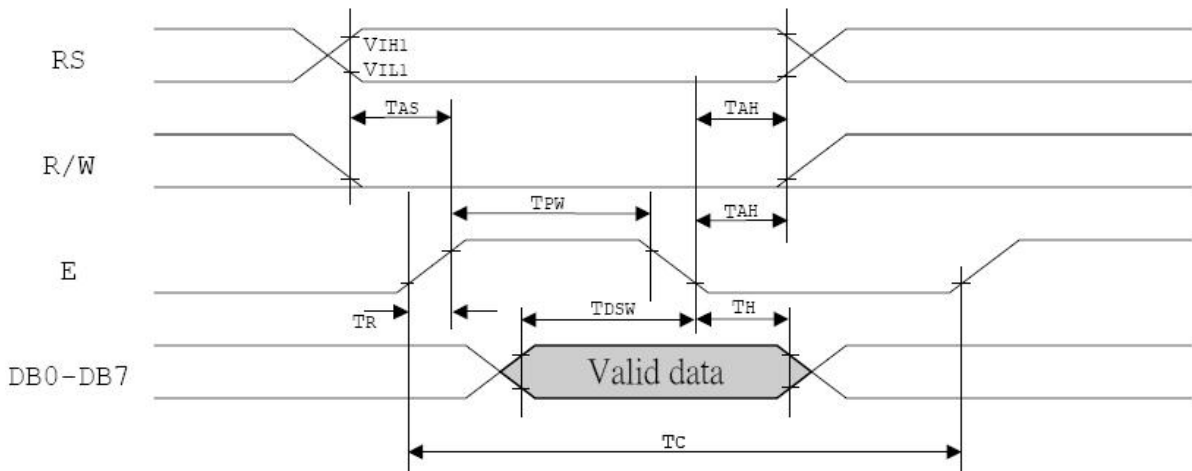 RS
VIH1
VIL1
TAS
TAH
R/W
TPW
TAH
E
TR
TDSW
TH
DB0-DB7
Valid data
TC